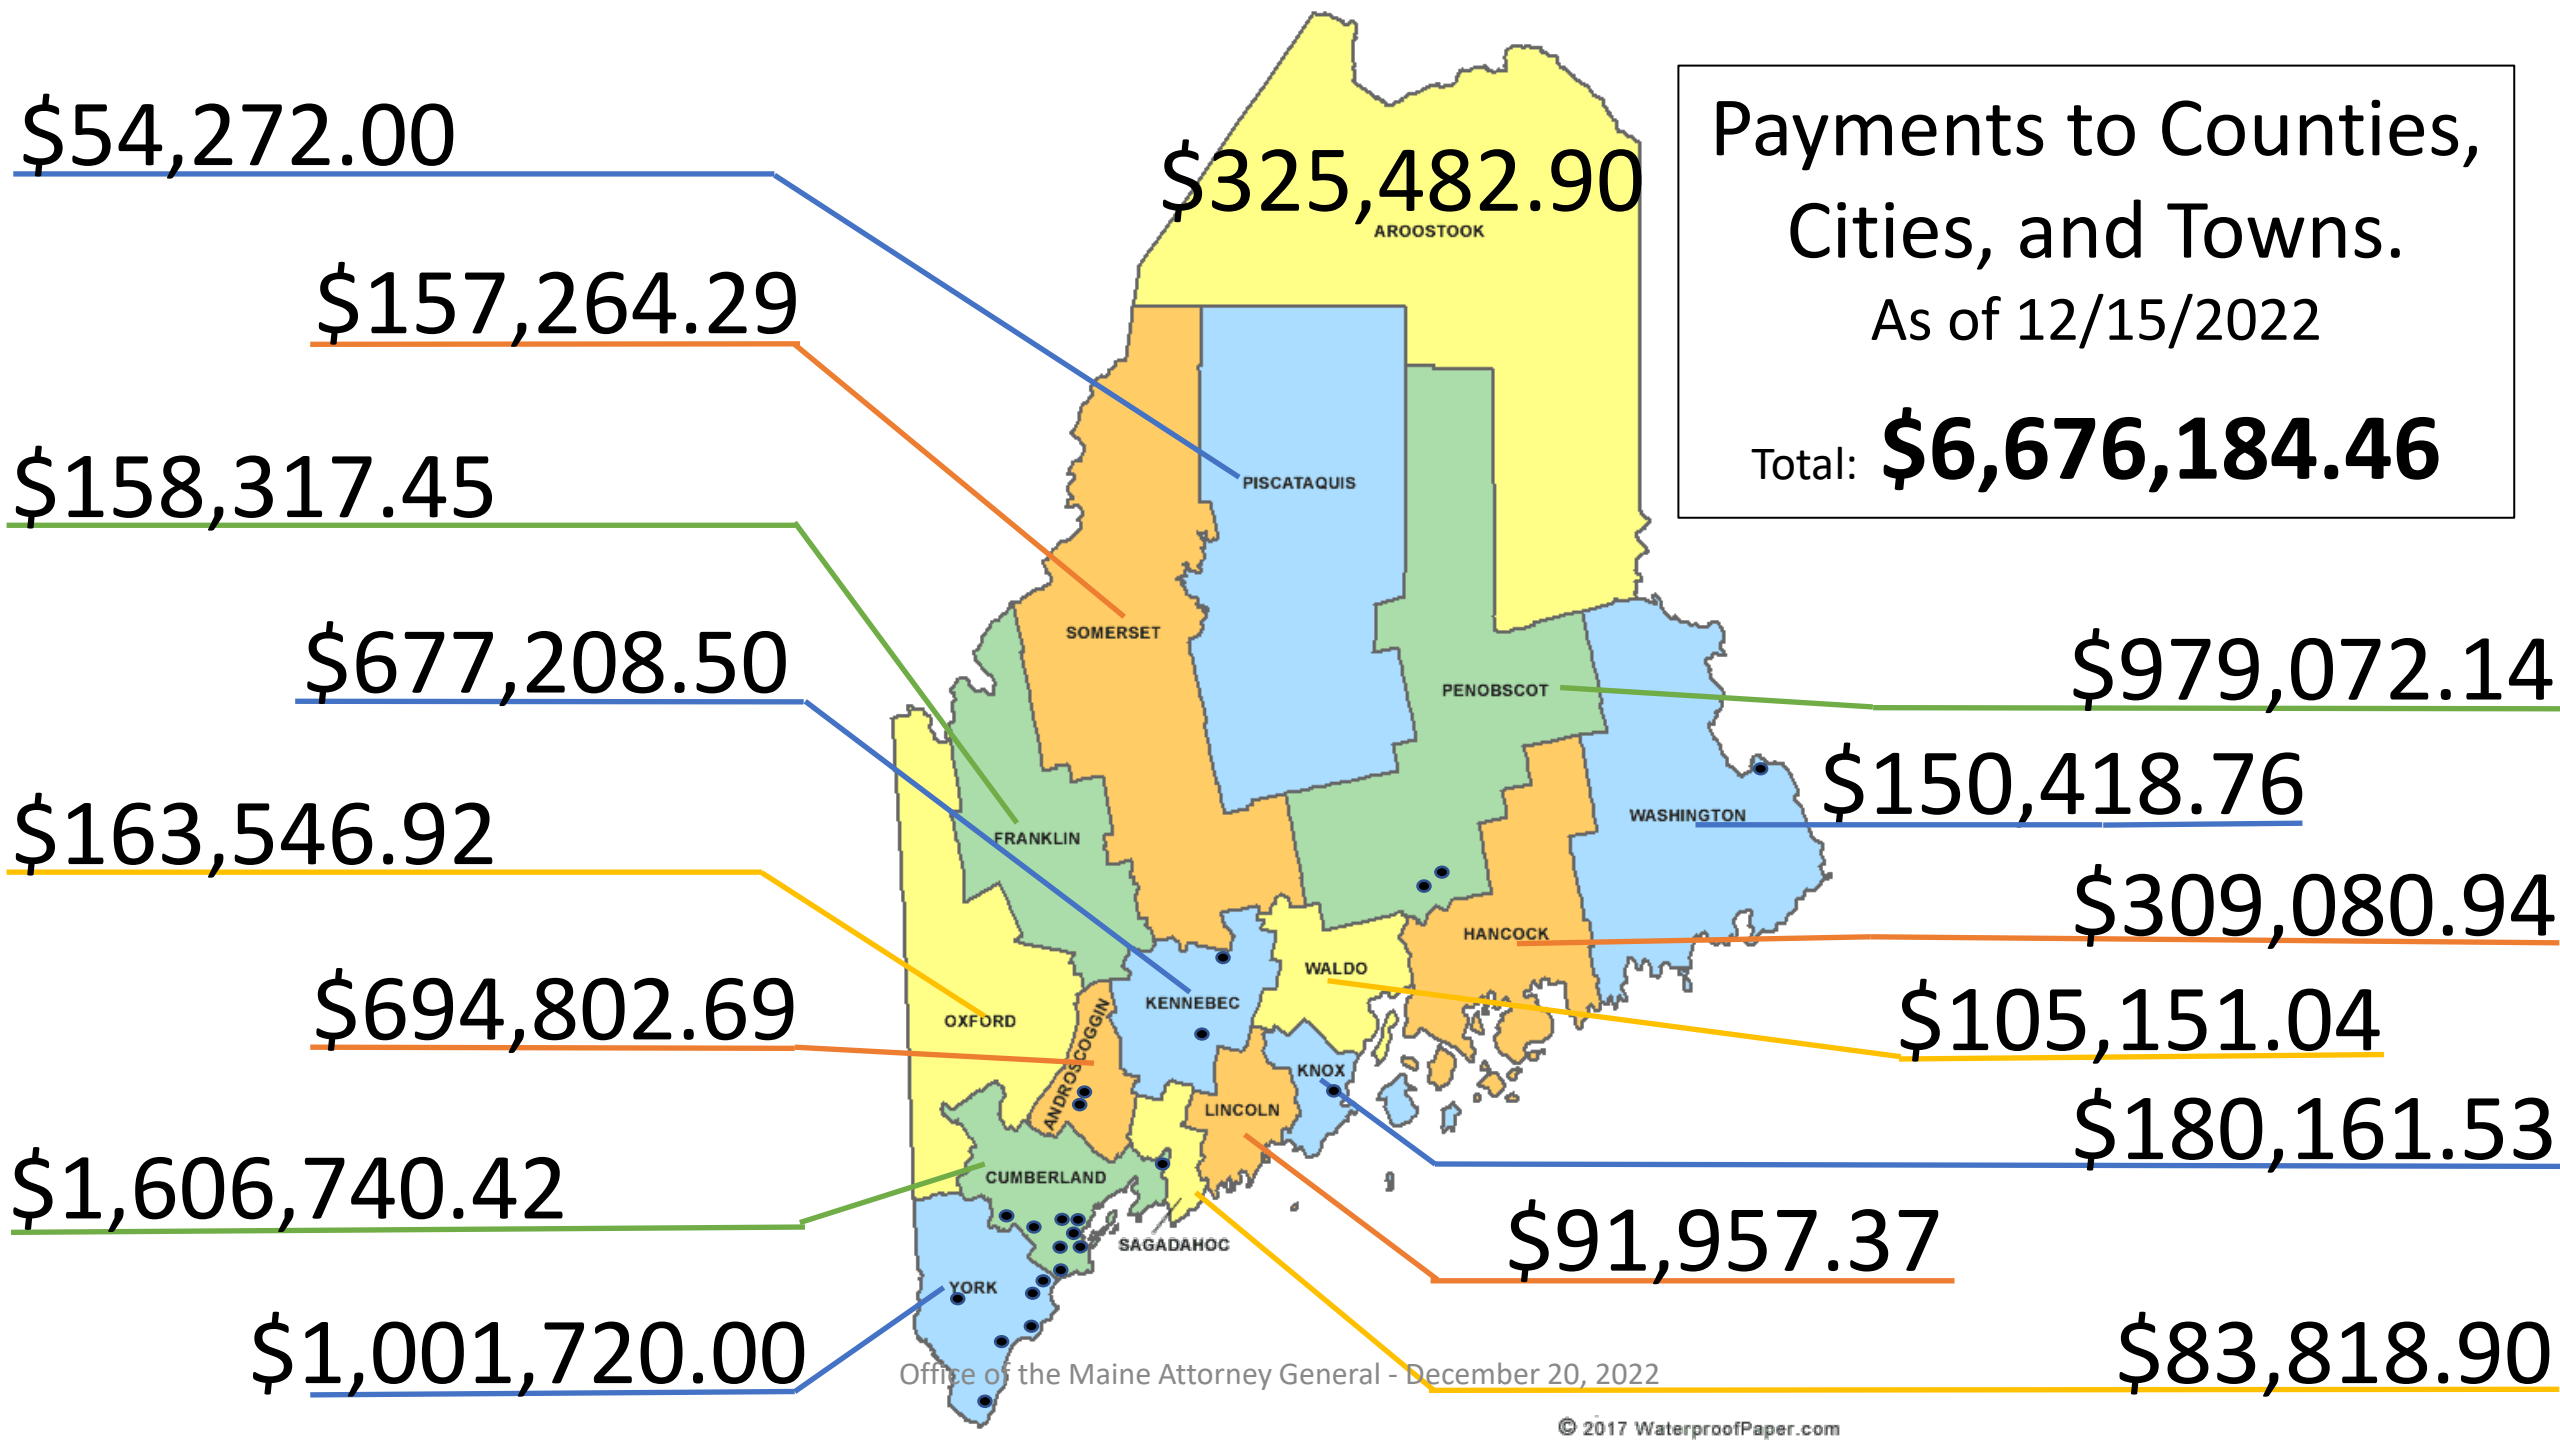 $54,272.00
$325,482.90
AROOSTOOK
Payments to Counties,
Cities, and Towns.
As of 12/15/2022
Total: $6,676,184.46
$157,264.29
$158,317.45
PISCATAQUIS
SOMERSET
$677,208.50
PENOBSCOT
$979,072.14
$150,418.76
WASHINGTON
$163,546.92
FRANKLIN
$309,080.94
HANCOCK
WALDO
$694,802.69
OXFORD
ANDROSCOGGIN
KENNEBEC
$105,151.04
KNOX
LINCOLN
$180,161.53
$1,606,740.42
CUMBERLAND
SAGADAHOC
$91,957.37
YORK
$1,001,720.00
$83,818.90
Office of the Maine Attorney General - December 20, 2022
© 2017 WaterproofPaper.com